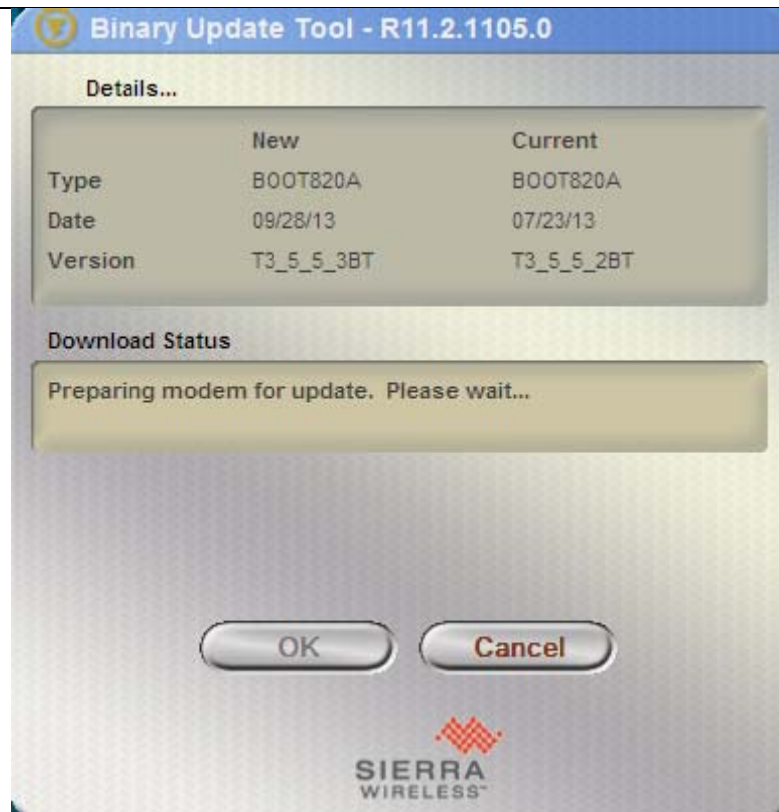 Binary Update Tool - R11.2.1105.0
Details...
New Current
Type BOOT820A BOOT820A
Date 09/28/13 07/23/13
Version T3_5_5_3BT T3_5_5_2BT
Download Status
Preparing modem for update. Please wait...
OK Cancel
SIERRA
WIRELESS™